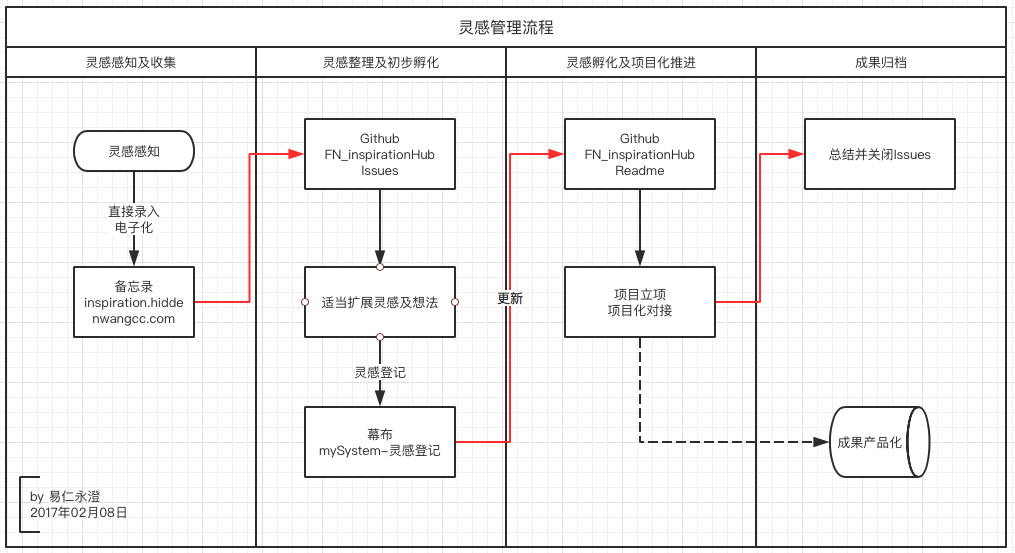 灵感管理流程
灵感感知及收集
灵感整理及初步孵化
灵感孵化及项目化推进
成果归档
灵感感知
直接录入
电子化
备忘录
inspiration.hidde
nwangcc.com
Github
FN_inspirationHub
Issues
适当扩展灵感及想法
灵感登记
幕布
mySystem-灵感登记
更新
Github
FN_inspirationHub
Readme
项目立项
项目化对接
总结并关闭Issues
成果产品化
by 易仁永澄
2017年02月08日